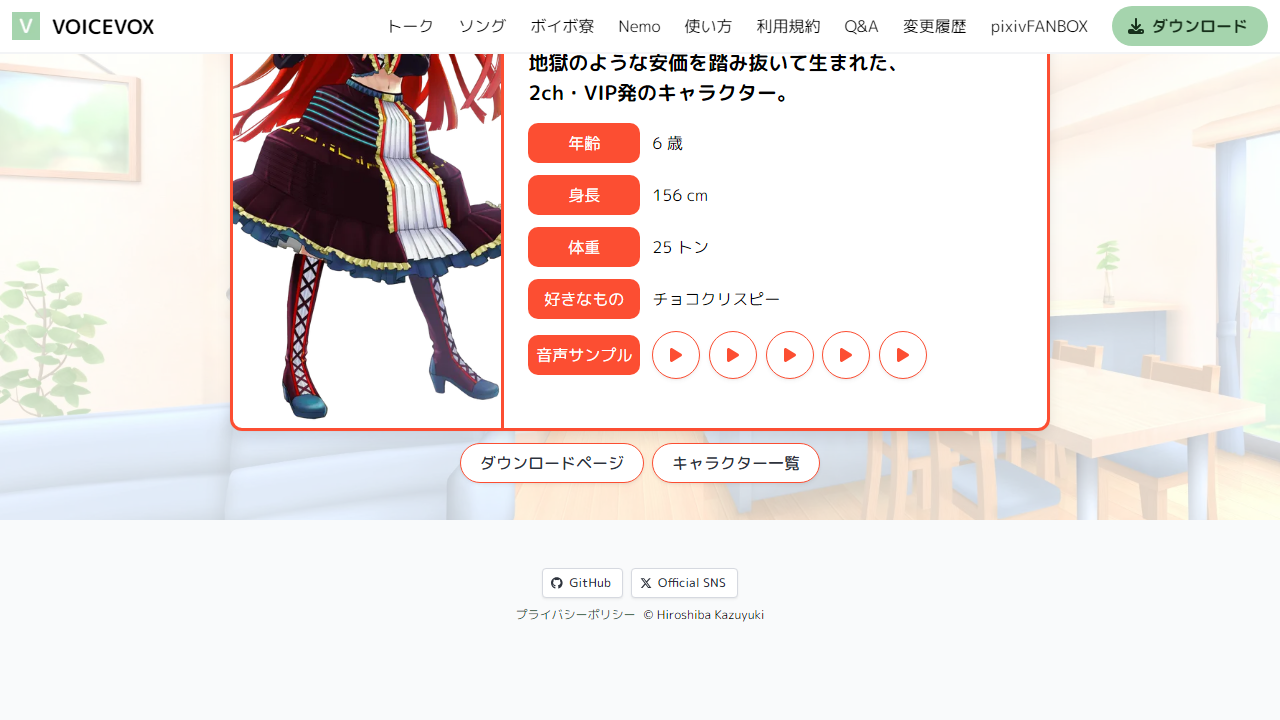 V VOICEVOX トーク ソング ボイボ寮 Nemo 使い方 利用規約 Q&A 変更履歴 pixivFANBOX ダウンロード
地獄のような安価を踏み抜いて生まれた、
2ch・VIP発のキャラクター。
年齢 6 歳
身長 156 cm
体重 25 トン
好きなもの チョコクリスピー
音声サンプル
ダウンロードページ キャラクター一覧
GitHub Official SNS
プライバシーポリシー © Hiroshiba Kazuyuki